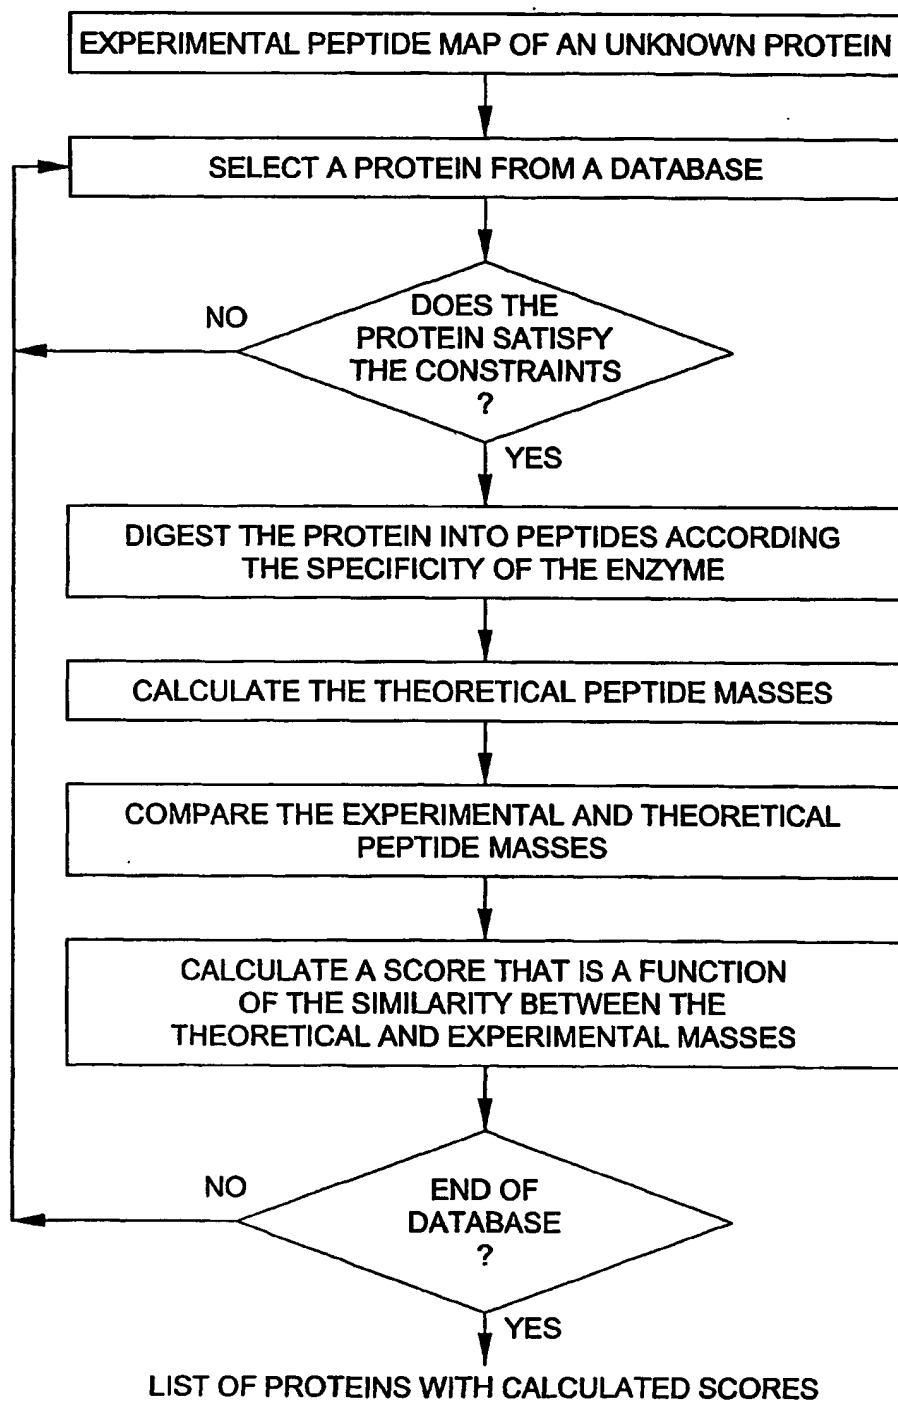 EXPERIMENTAL PEPTIDE MAP OF AN UNKNOWN PROTEIN
SELECT A PROTEIN FROM A DATABASE
NO
DOES THE
PROTEIN SATISFY
THE CONSTRAINTS
?
YES
DIGEST THE PROTEIN INTO PEPTIDES ACCORDING
THE SPECIFICITY OF THE ENZYME
CALCULATE THE THEORETICAL PEPTIDE MASSES
COMPARE THE EXPERIMENTAL AND THEORETICAL
PEPTIDE MASSES
CALCULATE A SCORE THAT IS A FUNCTION
OF THE SIMILARITY BETWEEN THE
THEORETICAL AND EXPERIMENTAL MASSES
NO
END OF
DATABASE
?
YES
LIST OF PROTEINS WITH CALCULATED SCORES